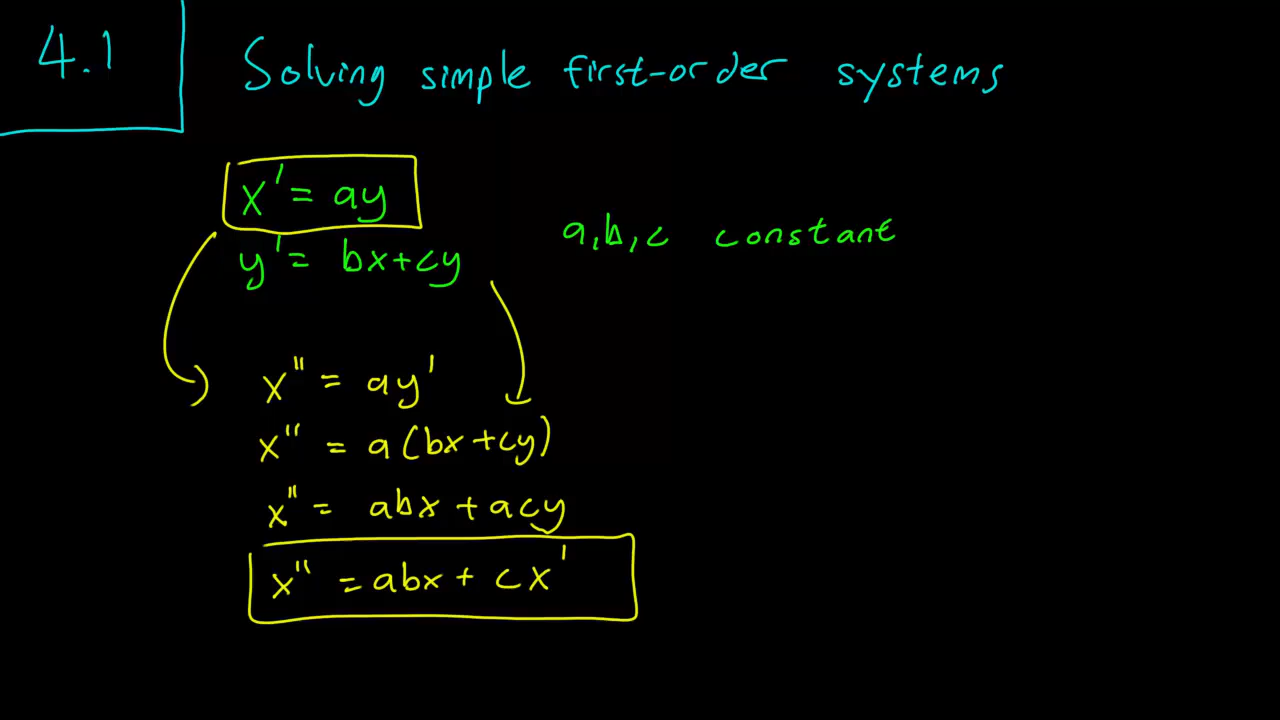 4.1 Solving simple first-order systems
x' = ay
a, b, c constant
y' = bx+cy
x" = ay'
x" = a(bx+cy)
x" = abx + acy
x" = abx + cx'